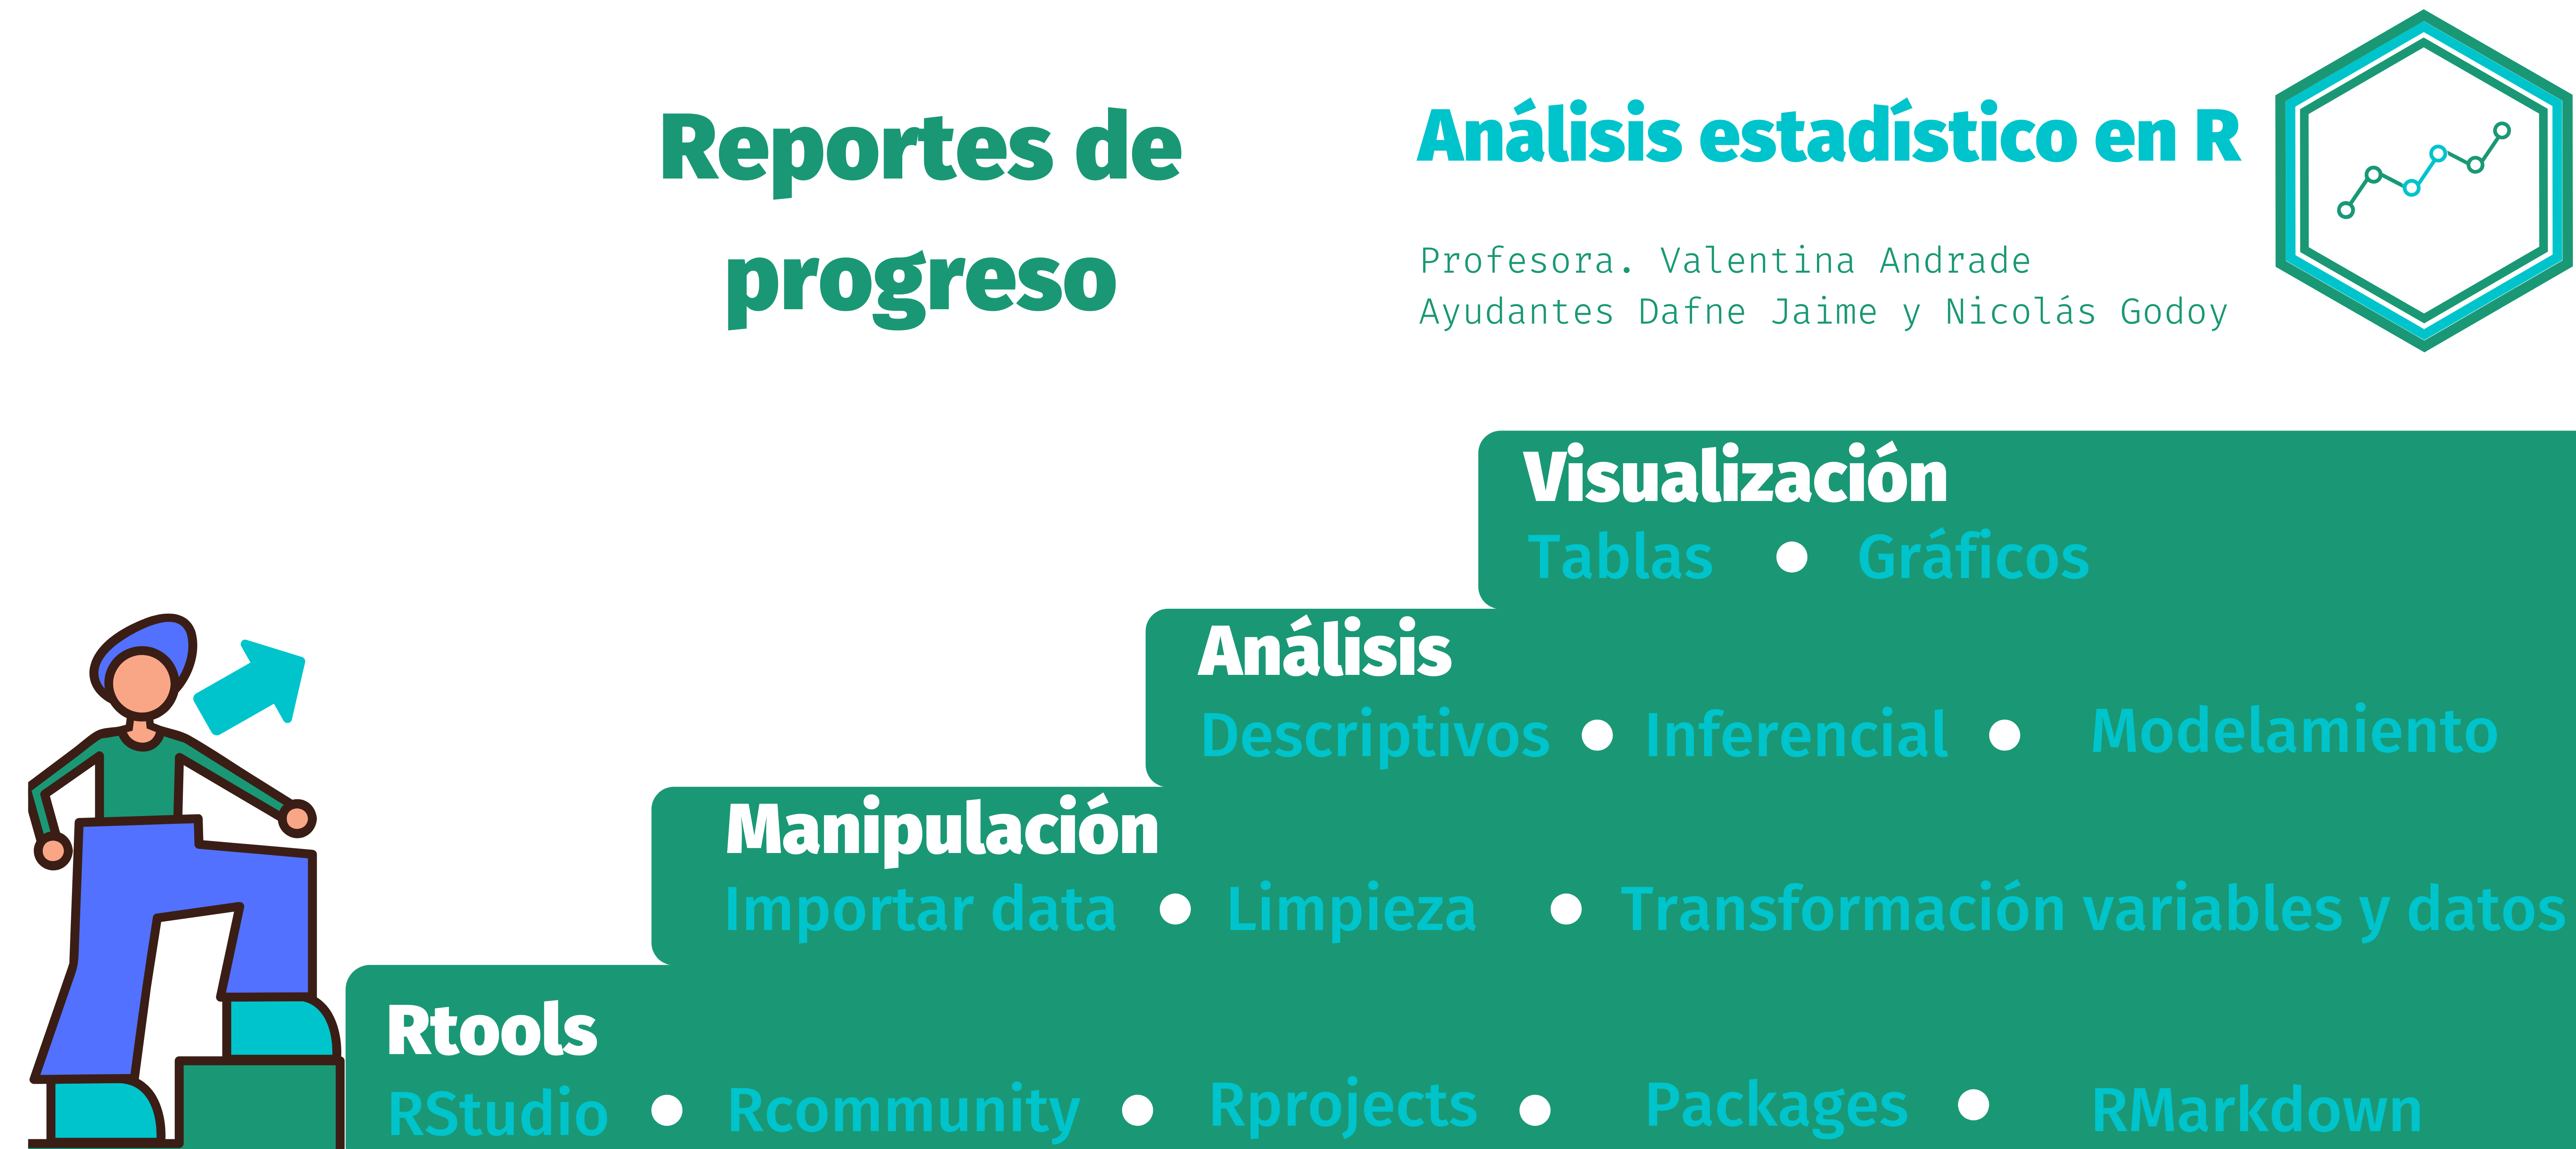 Reportes de
progreso
Análisis estadístico en R
Profesora. Valentina Andrade
Ayudantes Dafne Jaime y Nicolás Godoy
Visualización
Tablas • Gráficos
Análisis
Descriptivos • Inferencial • Modelamiento
Manipulación
Importar data • Limpieza • Transformación variables y datos
Rtools
RStudio • Rcommunity • Rprojects • Packages • RMarkdown